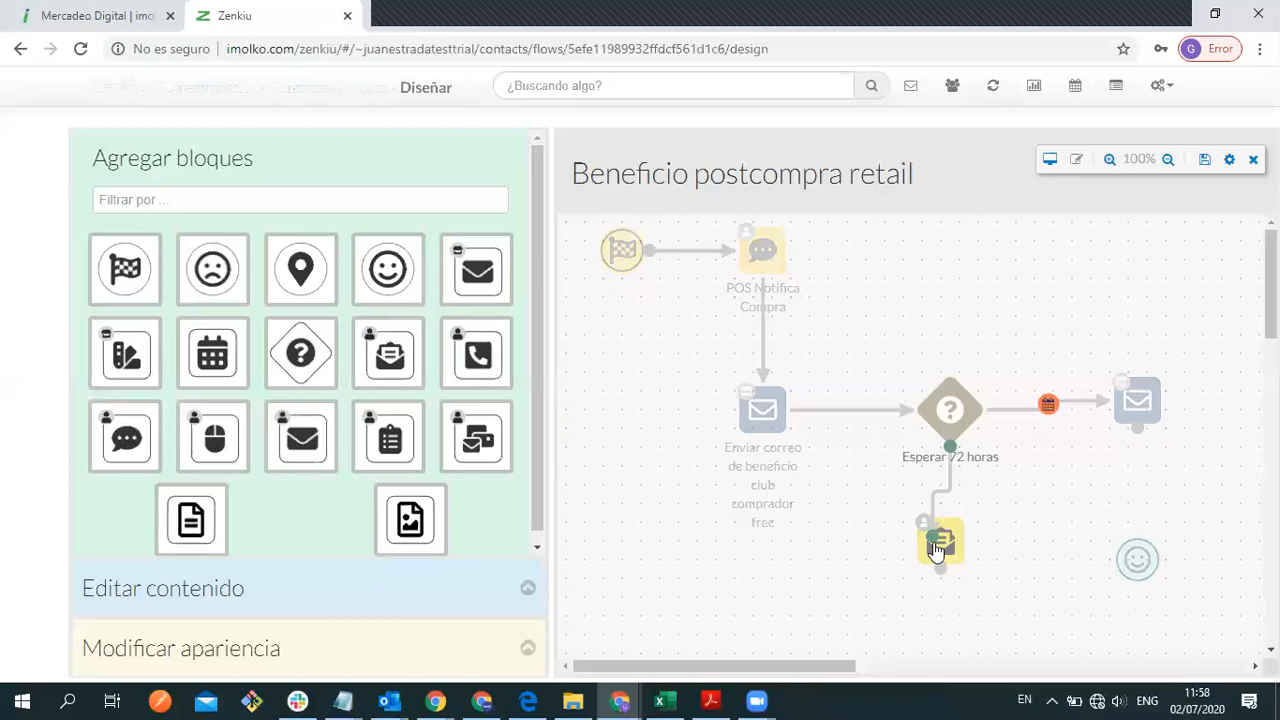 Mercadeo Digital | imol
Zenkiu
No es seguro
imolko.com/zenkiu/#/~juanestradatesttrial/contacts/flows/5efe11989932ffdcf561d1c6/design
G
Error
Diseñar
¿Buscando algo?
Agregar bloques
Filtrar por ...
Editar contenido
Modificar apariencia
Beneficio postcompra retail
100%
POS Notifica
Compra
Enviar correo
de beneficio
club
comprador
free
Esperar 72 horas
EN
ENG
11:58
02/07/2020